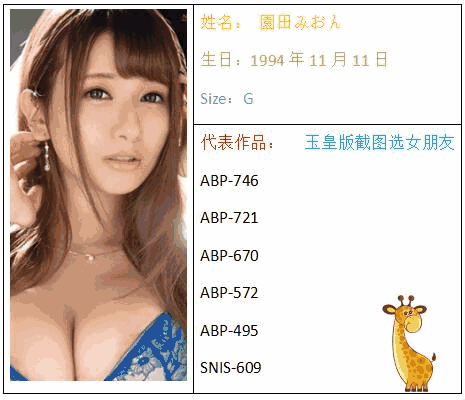 姓名： 園田みおん
生日：1994 年 11 月 11 日
Size：G
代表作品： 玉皇版截图选女朋友
ABP-746
ABP-721
ABP-670
ABP-572
ABP-495
SNIS-609